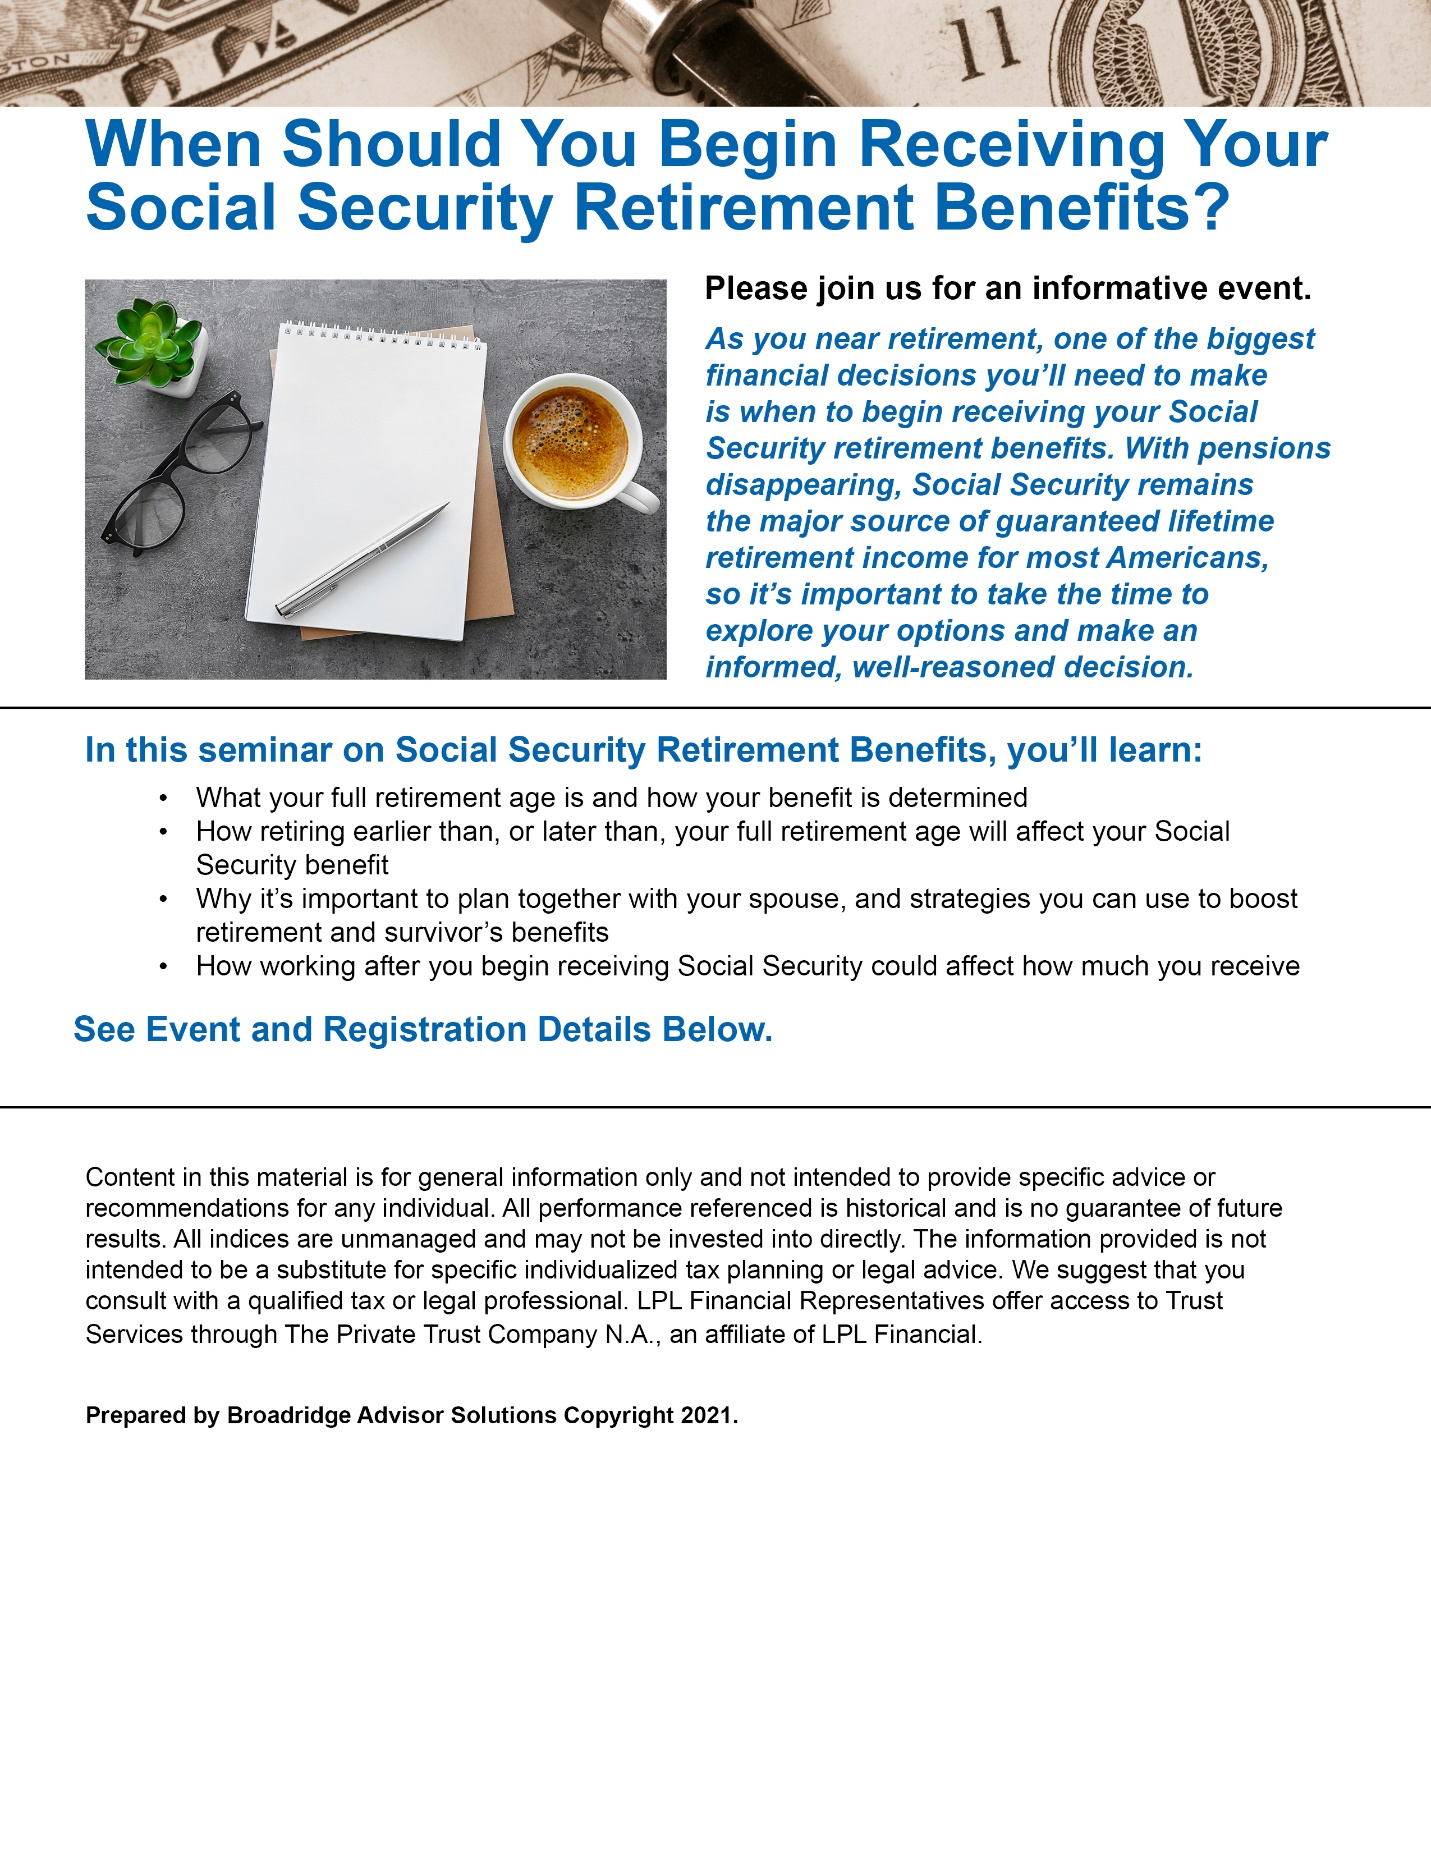 STON
11
1
When Should You Begin Receiving Your
Social Security Retirement Benefits?
Please join us for an informative event.
As you near retirement, one of the biggest
financial decisions you’ll need to make
is when to begin receiving your Social
Security retirement benefits. With pensions
disappearing, Social Security remains
the major source of guaranteed lifetime
retirement income for most Americans,
so it’s important to take the time to
explore your options and make an
informed, well-reasoned decision.
In this seminar on Social Security Retirement Benefits, you’ll learn:
• What your full retirement age is and how your benefit is determined
• How retiring earlier than, or later than, your full retirement age will affect your Social
Security benefit
• Why it’s important to plan together with your spouse, and strategies you can use to boost
retirement and survivor’s benefits
• How working after you begin receiving Social Security could affect how much you receive
See Event and Registration Details Below.
Content in this material is for general information only and not intended to provide specific advice or
recommendations for any individual. All performance referenced is historical and is no guarantee of future
results. All indices are unmanaged and may not be invested into directly. The information provided is not
intended to be a substitute for specific individualized tax planning or legal advice. We suggest that you
consult with a qualified tax or legal professional. LPL Financial Representatives offer access to Trust
Services through The Private Trust Company N.A., an affiliate of LPL Financial.
Prepared by Broadridge Advisor Solutions Copyright 2021.